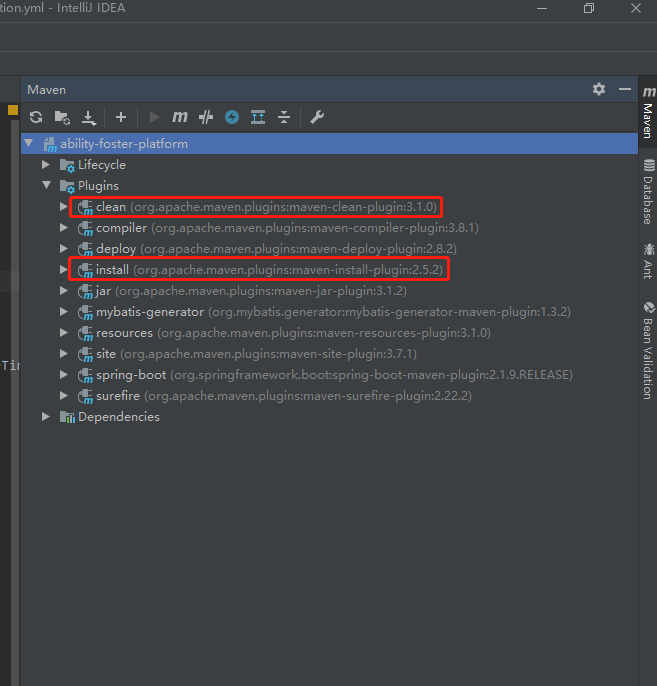 tion.yml - IntelliJ IDEA
Maven
ability-foster-platform
Lifecycle
Plugins
clean (org.apache.maven.plugins:maven-clean-plugin:3.1.0)
compiler (org.apache.maven.plugins:maven-compiler-plugin:3.8.1)
deploy (org.apache.maven.plugins:maven-deploy-plugin:2.8.2)
install (org.apache.maven.plugins:maven-install-plugin:2.5.2)
jar (org.apache.maven.plugins:maven-jar-plugin:3.1.2)
mybatis-generator (org.mybatis.generator:mybatis-generator-maven-plugin:1.3.2)
resources (org.apache.maven.plugins:maven-resources-plugin:3.1.0)
site (org.apache.maven.plugins:maven-site-plugin:3.7.1)
spring-boot (org.springframework.boot:spring-boot-maven-plugin:2.1.9.RELEASE)
surefire (org.apache.maven.plugins:maven-surefire-plugin:2.22.2)
Dependencies
Tin
m
Maven
Database
Ant
Bean Validation